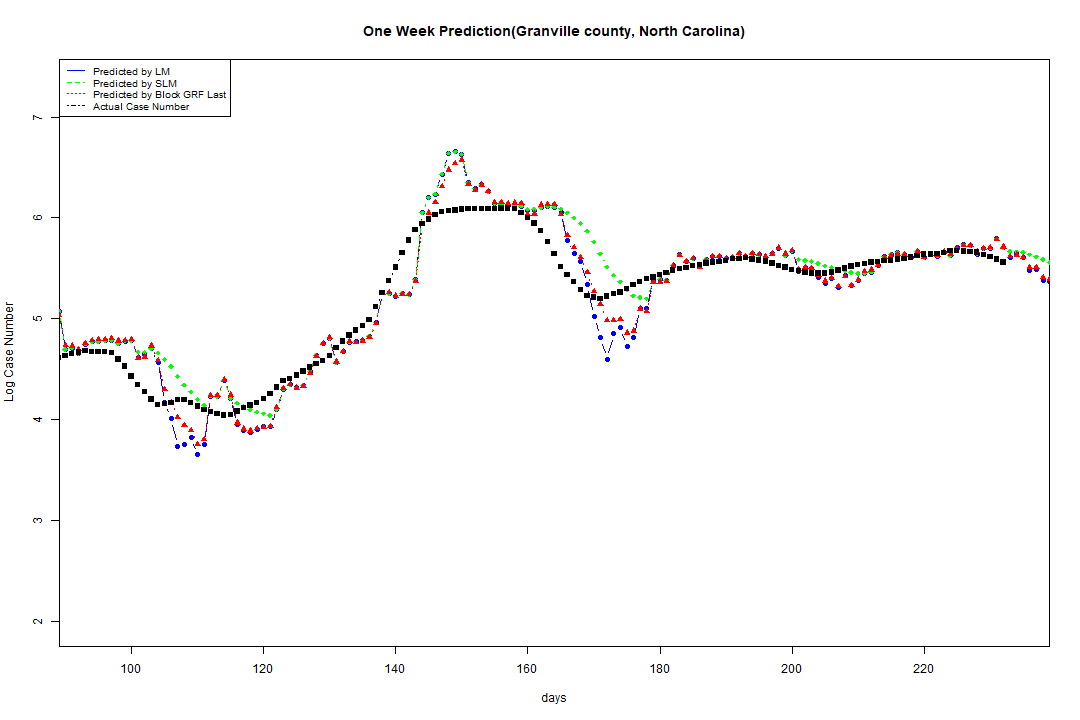 One Week Prediction(Granville county, North Carolina)
Predicted by LM
Predicted by SLM
Predicted by Block GRF Last
Actual Case Number
Log Case Number
7
6
5
4
3
2
100 120 140 160 180 200 220
days